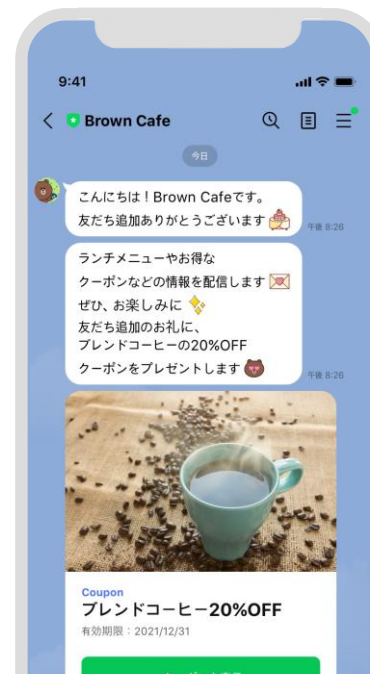 9:41
Brown Cafe
今日
こんにちは！Brown Cafeです。
友だち追加ありがとうございます
午後 8:26
ランチメニューやお得な
クーポンなどの情報を配信します
ぜひ、お楽しみに
友だち追加のお礼に、
ブレンドコーヒーの20%OFF
クーポンをプレゼントします
午後 8:26
Coupon
ブレンドコーヒー20%OFF
有効期限：2021/12/31